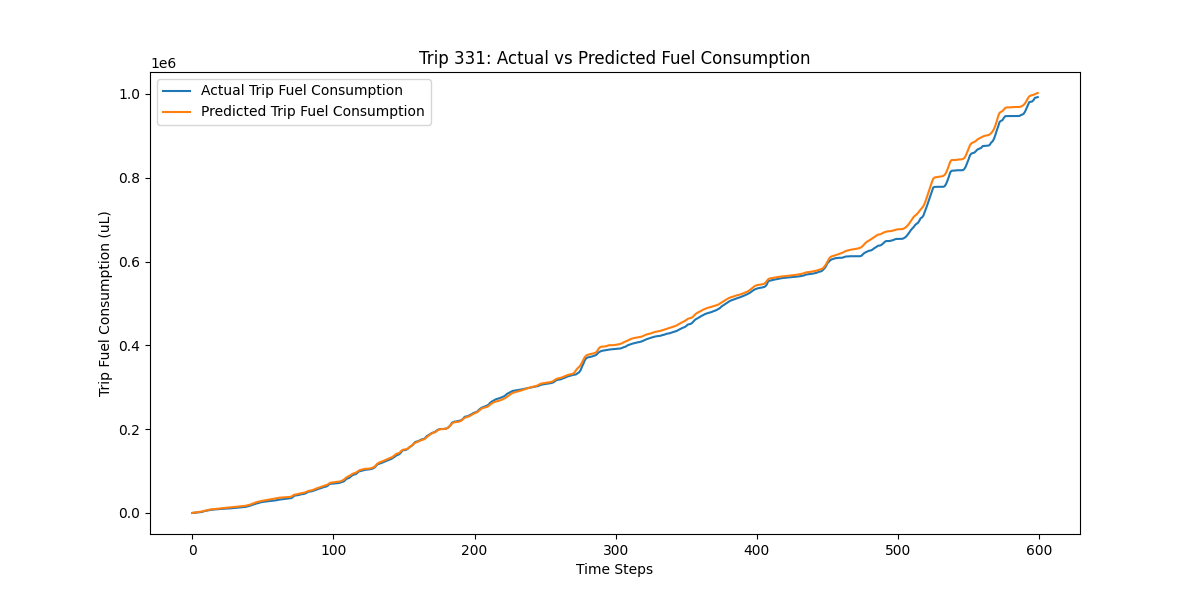 Trip 331: Actual vs Predicted Fuel Consumption
1e6
Actual Trip Fuel Consumption
Predicted Trip Fuel Consumption
1.0
0.8
0.6
0.4
0.2
0.0
Trip Fuel Consumption (uL)
0 100 200 300 400 500 600
Time Steps